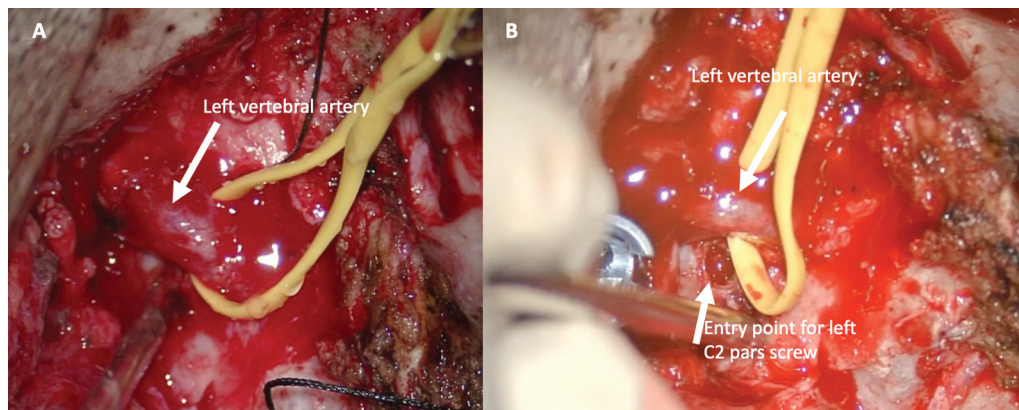 A
Left vertebral artery
B
Left vertebral artery
Entry point for left
C2 pars screw